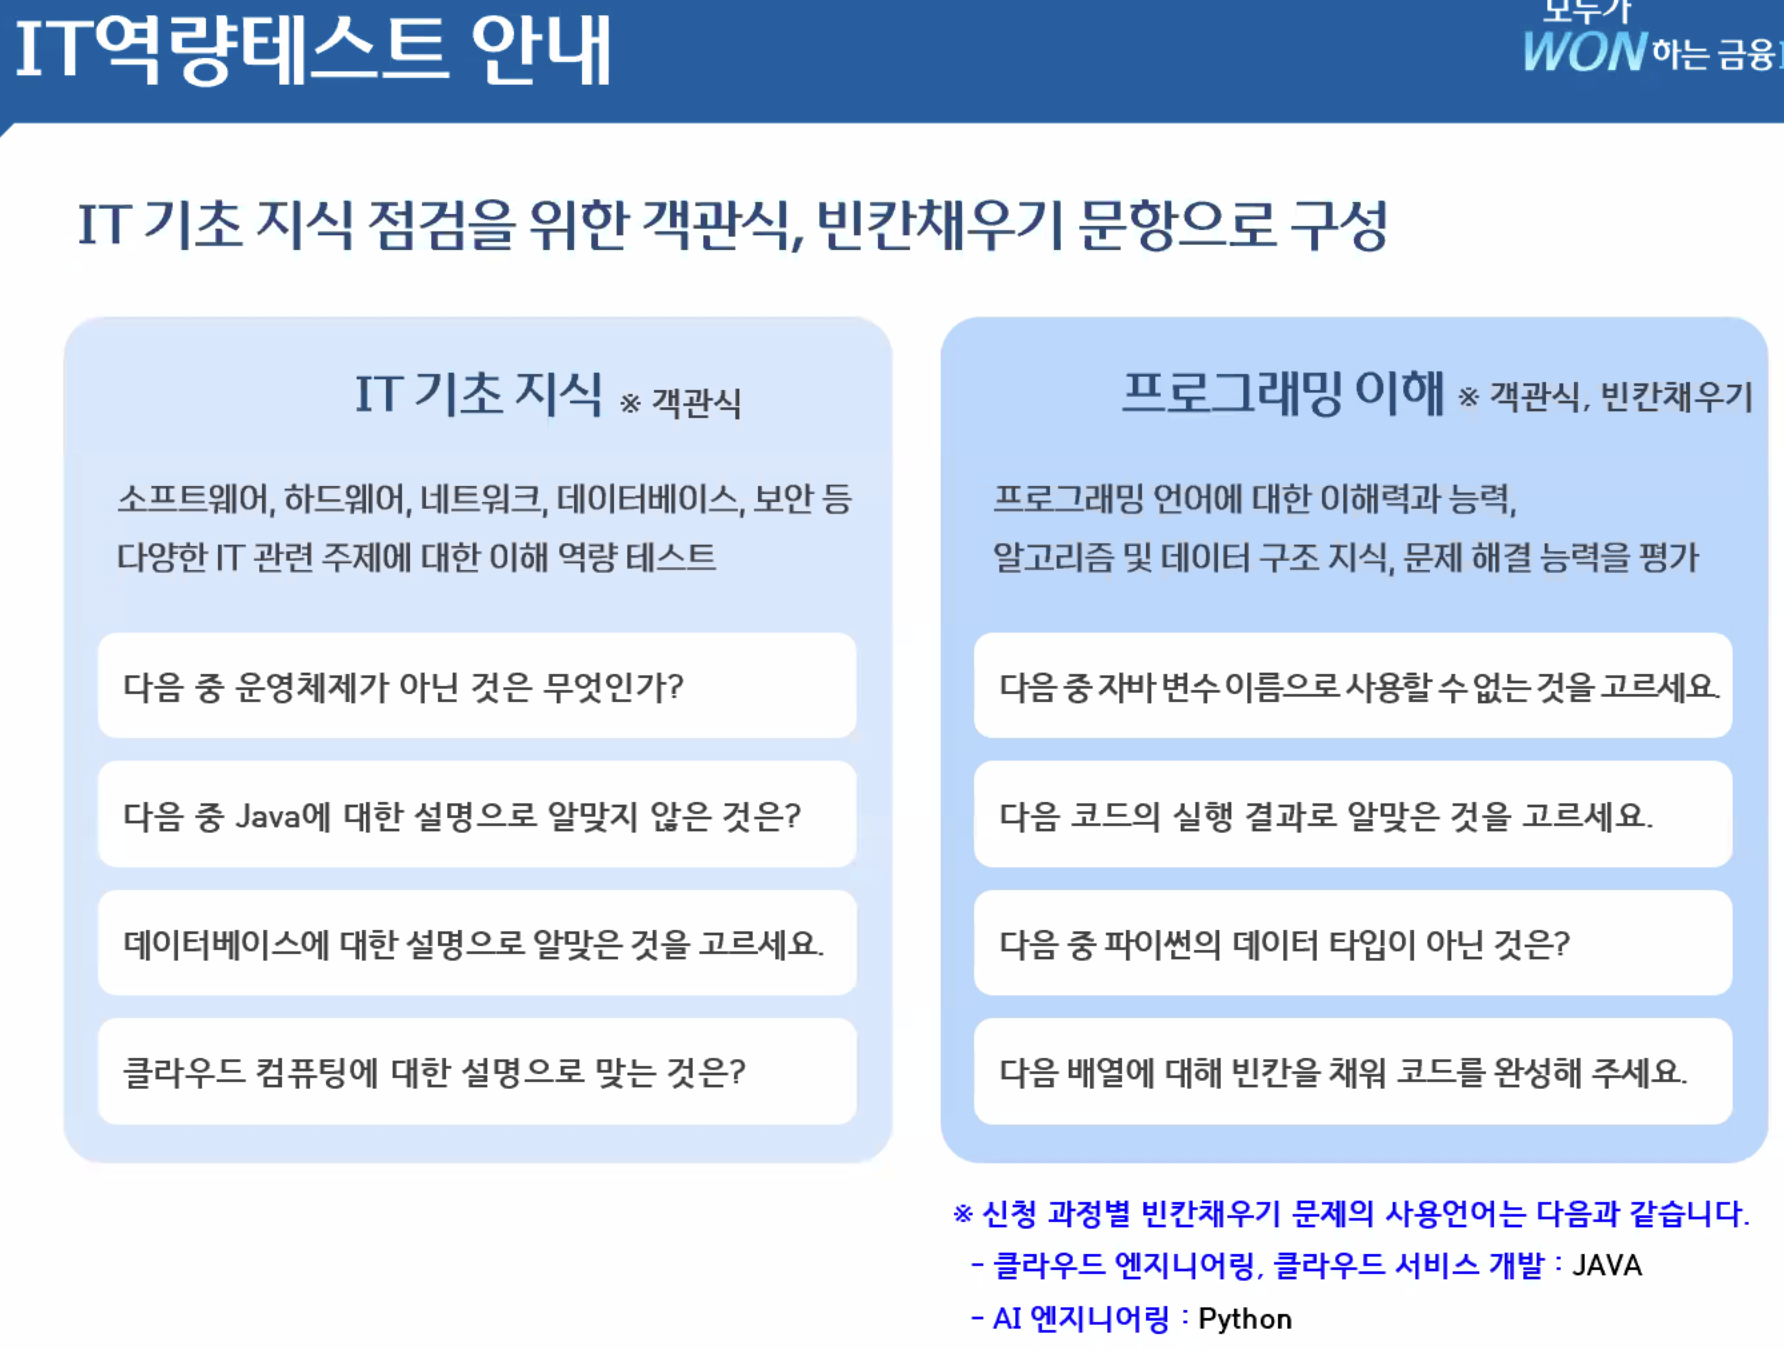 IT역량테스트 안내
모두가
WON하는 금융
IT 기초 지식 점검을 위한 객관식, 빈칸채우기 문항으로 구성
IT 기초 지식 ※ 객관식
소프트웨어, 하드웨어, 네트워크, 데이터베이스, 보안 등
다양한 IT 관련 주제에 대한 이해 역량 테스트
다음 중 운영체제가 아닌 것은 무엇인가?
다음 중 Java에 대한 설명으로 알맞지 않은 것은?
데이터베이스에 대한 설명으로 알맞은 것을 고르세요.
클라우드 컴퓨팅에 대한 설명으로 맞는 것은?
프로그래밍 이해 ※ 객관식, 빈칸채우기
프로그래밍 언어에 대한 이해력과 능력,
알고리즘 및 데이터 구조 지식, 문제 해결 능력을 평가
다음 중 자바 변수 이름으로 사용할 수 없는 것을 고르세요.
다음 코드의 실행 결과로 알맞은 것을 고르세요.
다음 중 파이썬의 데이터 타입이 아닌 것은?
다음 배열에 대해 빈칸을 채워 코드를 완성해 주세요.
※ 신청 과정별 빈칸채우기 문제의 사용언어는 다음과 같습니다.
- 클라우드 엔지니어링, 클라우드 서비스 개발 : JAVA
- AI 엔지니어링 : Python